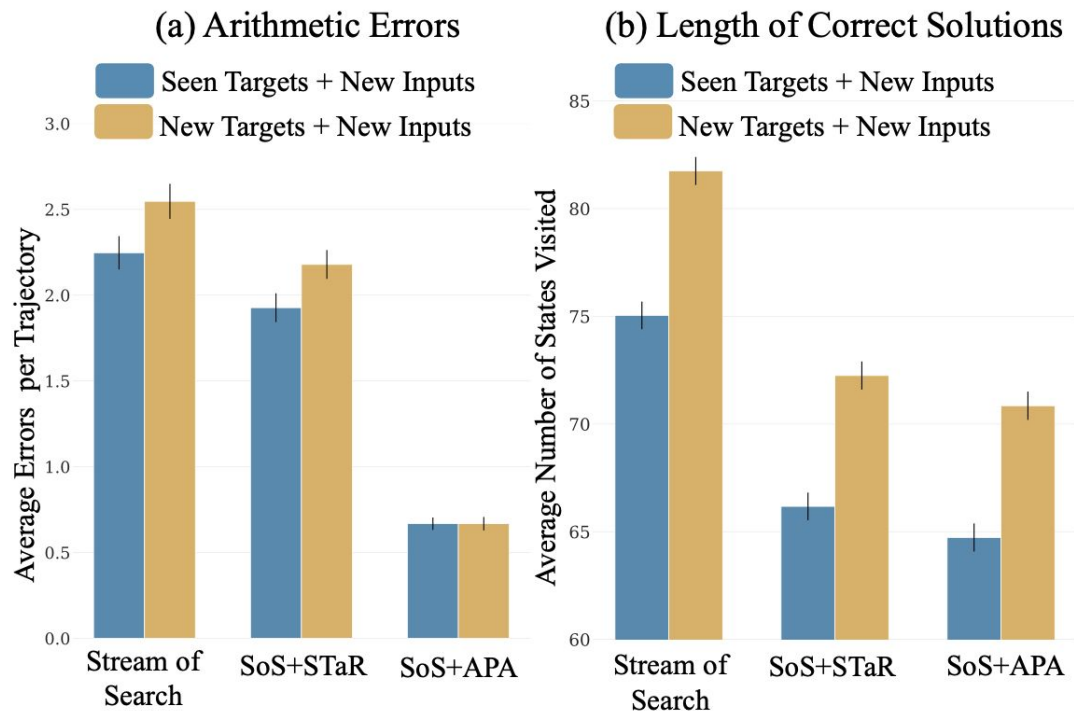 (a) Arithmetic Errors
Seen Targets + New Inputs
New Targets + New Inputs
Average Errors per Trajectory
3.0
2.5
2.0
1.5
1.0
0.5
0.0
Stream of
Search
SoS+STaR
SoS+APA
(b) Length of Correct Solutions
Seen Targets + New Inputs
New Targets + New Inputs
Average Number of States Visited
85
80
75
70
65
60
Stream of
Search
SoS+STaR
SoS+APA